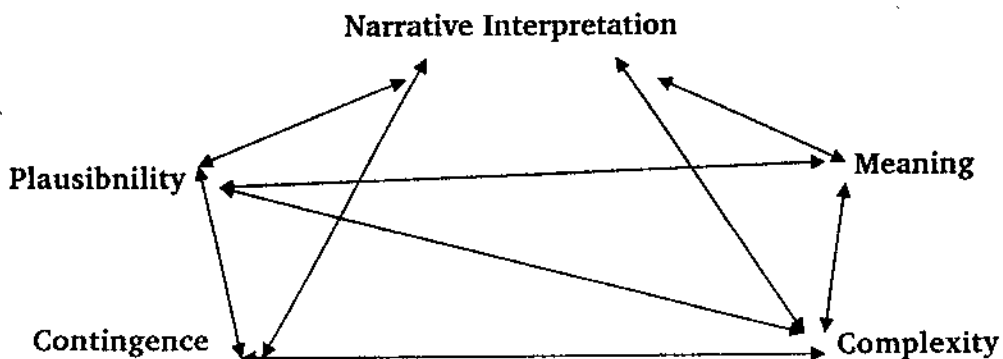 Narrative Interpretation
Plausibnility
Meaning
Contingence
Complexity